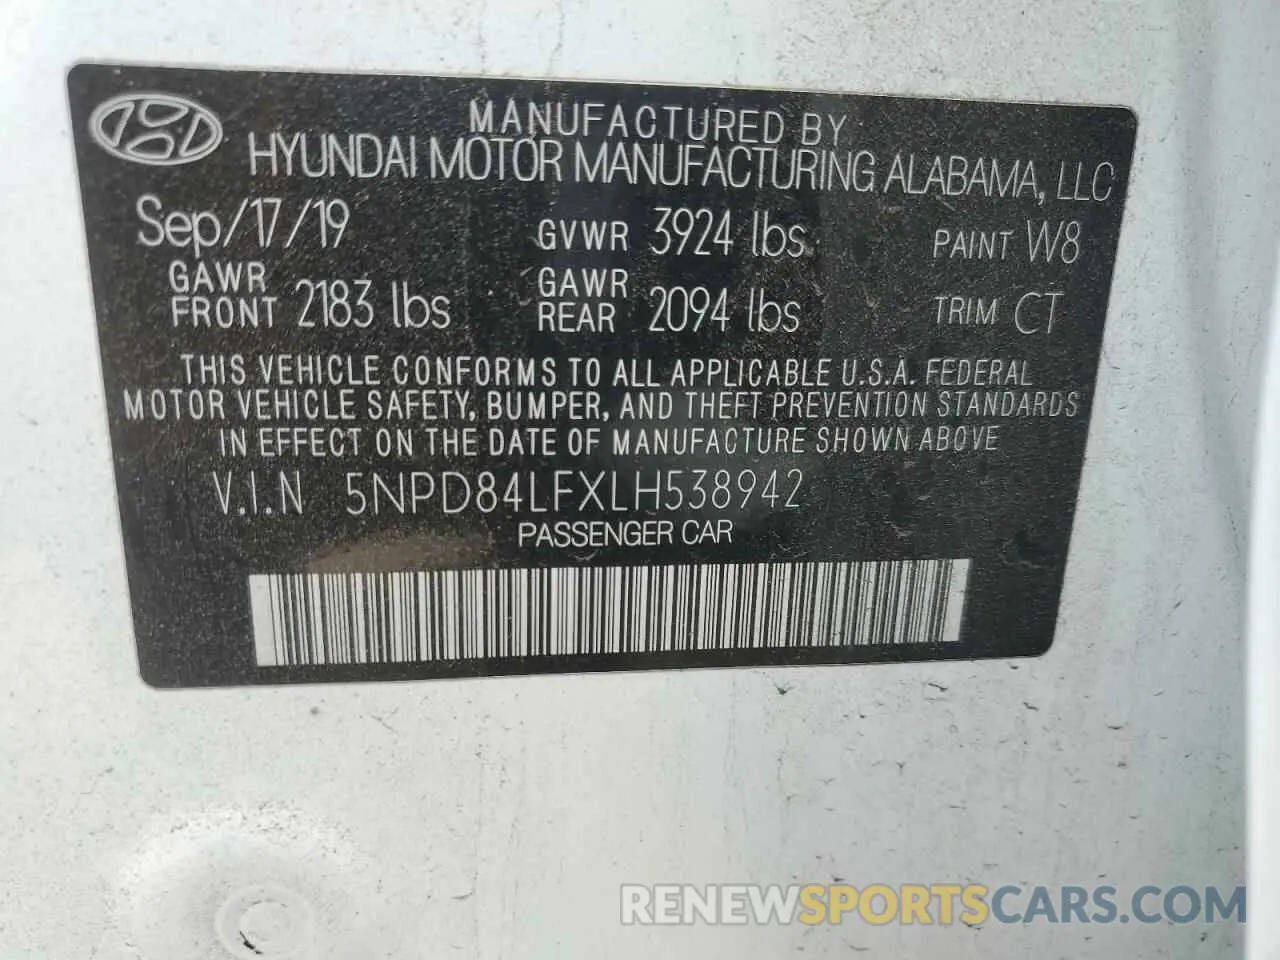 MANUFACTURED BY
HYUNDAI MOTOR MANUFACTURING ALABAMA, LLC
Sep/17/19 GVWR 3924 lbs PAINT W8
GAWR FRONT 2183 lbs GAWR REAR 2094 lbs TRIM CT
THIS VEHICLE CONFORMS TO ALL APPLICABLE U.S.A. FEDERAL
MOTOR VEHICLE SAFETY, BUMPER, AND THEFT PREVENTION STANDARDS
IN EFFECT ON THE DATE OF MANUFACTURE SHOWN ABOVE
V.I.N 5NPD84LFXLH538942
PASSENGER CAR
RENEWSPORTSCARS.COM